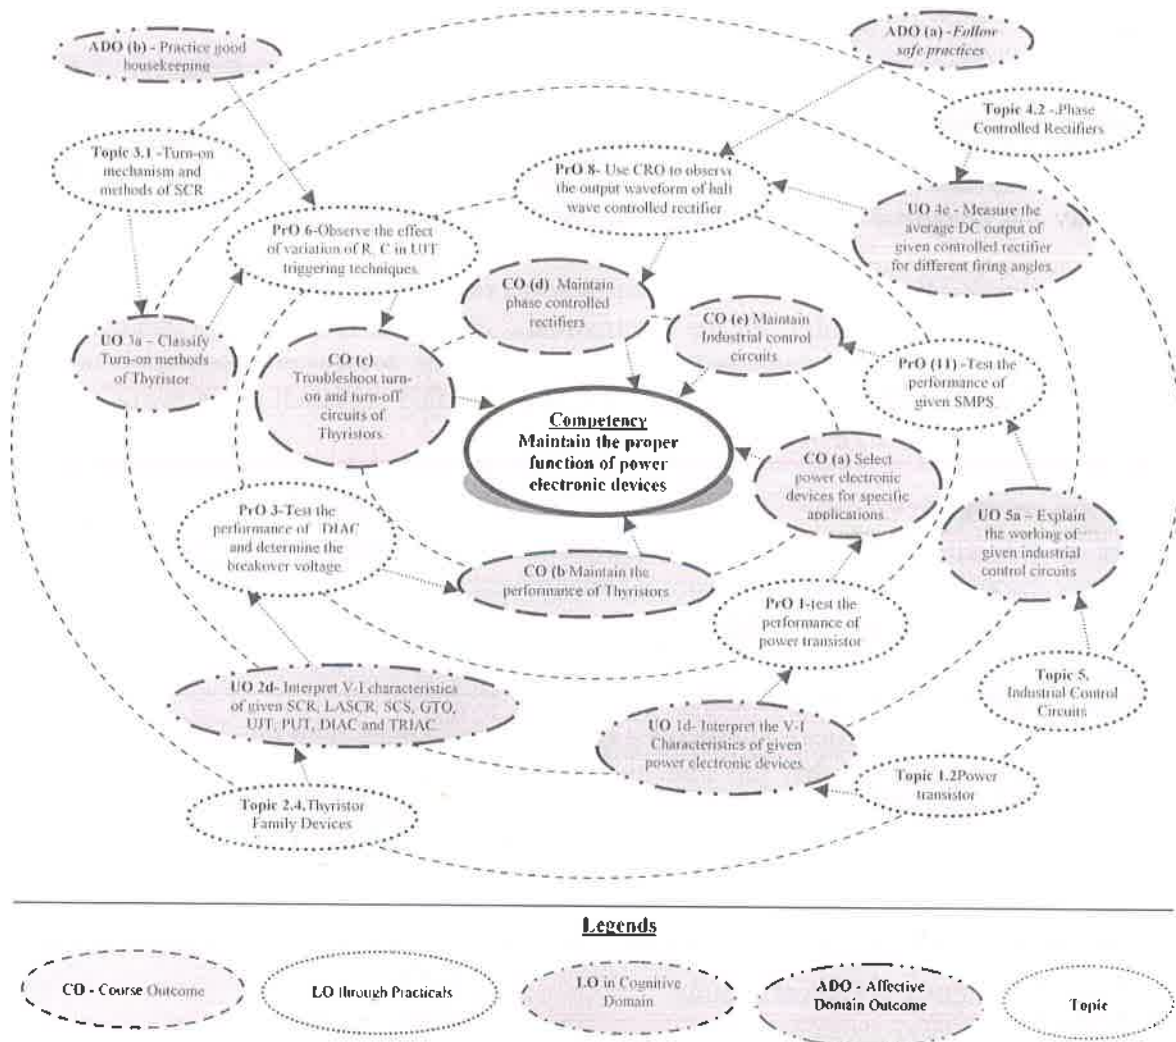 ADO (b) - Practice good
housekeeping
ADO (a) -Follow
safe practices
Topic 4.2 -.Phase
Controlled Rectifiers
Topic 3.1 -Turn-on
mechanism and
methods of SCR
PrO 8- Use CRO to observe
the output waveform of half
wave controlled rectifier
UO 4e - Measure the
average DC output of
given controlled rectifier
for different firing angles.
PrO 6-Observe the effect
of variation of R, C in UJT
triggering techniques.
CO (d) Maintain
phase controlled
rectifiers
CO (e) Maintain
Industrial control
circuits
UO 3a – Classify
Turn-on methods
of Thyristor.
CO (c)
Troubleshoot turn-
on and turn-off
circuits of
Thyristors.
PrO (11) -Test the
performance of
given SMPS.
Competency
Maintain the proper
function of power
electronic devices
CO (a) Select
power electronic
devices for specific
applications
PrO 3-Test the
performance of DIAC
and determine the
breakover voltage.
UO 5a – Explain
the working of
given industrial
control circuits
CO (b Maintain the
performance of Thyristors
PrO 1-test the
performance of
power transistor
UO 2d- Interpret V-I characteristics
of given SCR, LASCR, SCS, GTO,
UJT, PUT, DIAC and TRIAC
Topic 5.
Industrial Control
Circuits
UO 1d- Interpret the V-I
Characteristics of given
power electronic devices.
Topic 1.2Power
transistor
Topic 2.4.Thyristor
Family Devices
Legends
CO - Course Outcome
LO through Practicals
LO in Cognitive
Domain
ADO - Affective
Domain Outcome
Topic